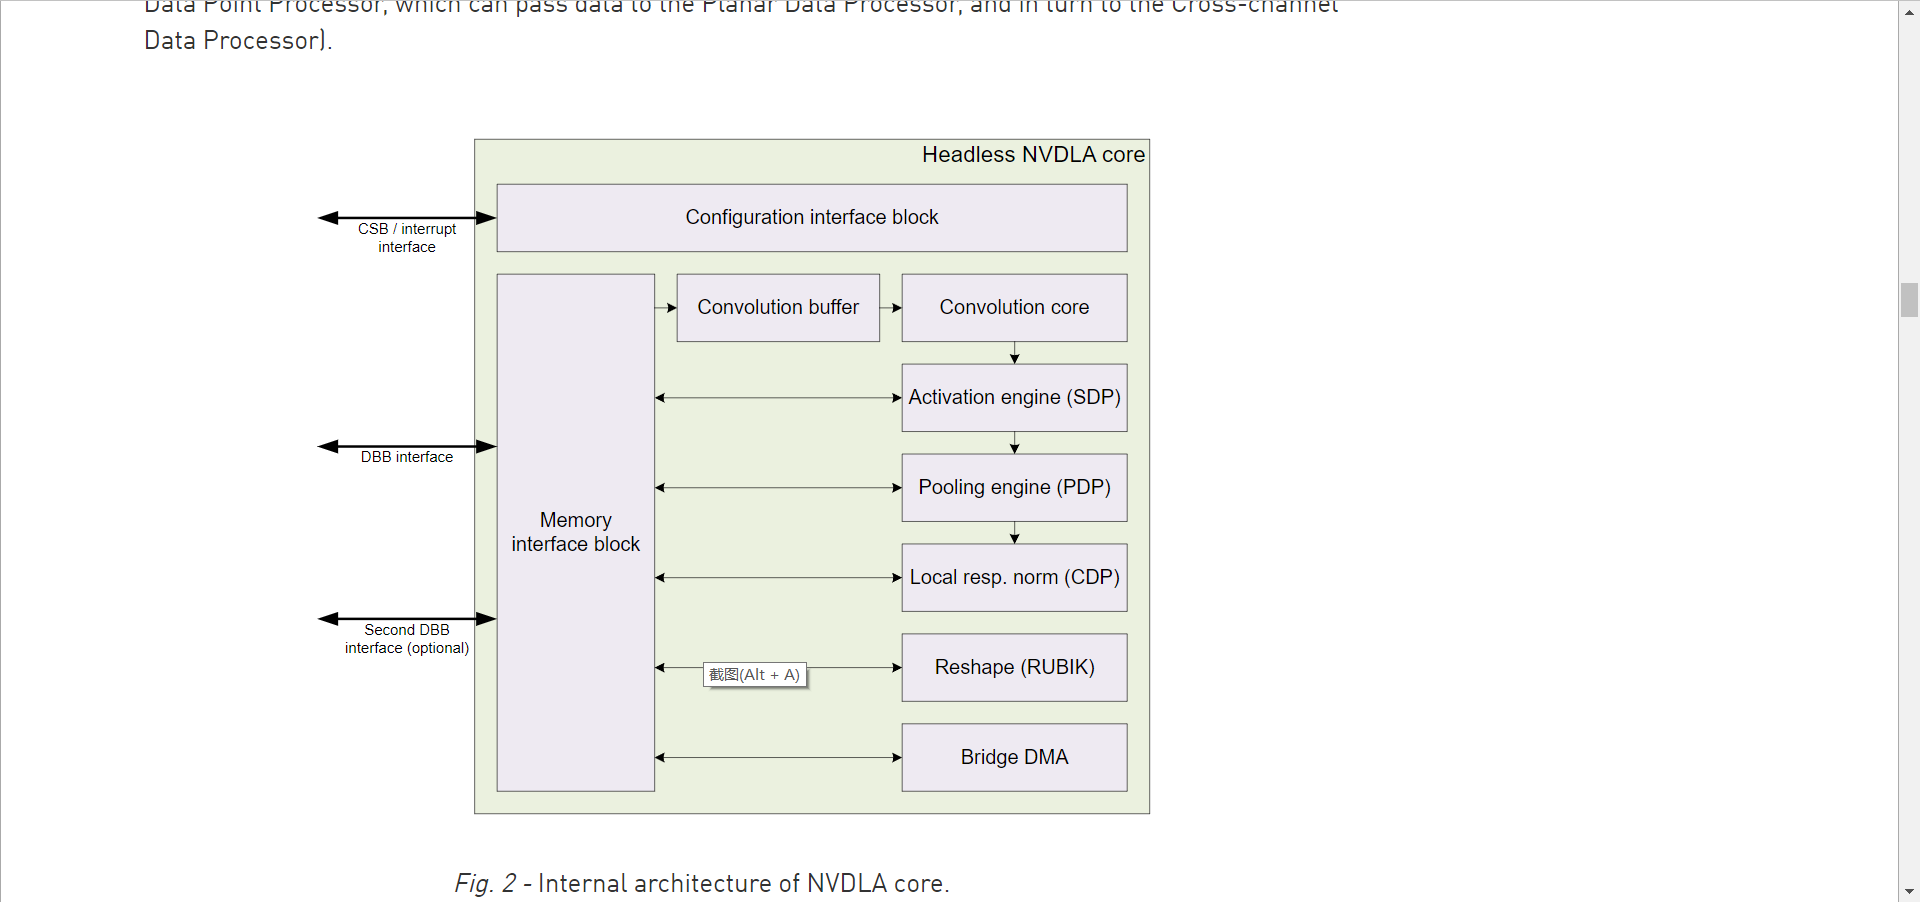 Data Point Processor, which can pass data to the Planar Data Processor, and in turn to the Cross-channel
Data Processor).
Headless NVDLA core
Configuration interface block
CSB / interrupt
interface
Convolution buffer
Convolution core
Activation engine (SDP)
DBB interface
Pooling engine (PDP)
Memory
interface block
Local resp. norm (CDP)
Second DBB
interface (optional)
Reshape (RUBIK)
截图(Alt + A)
Bridge DMA
Fig. 2 - Internal architecture of NVDLA core.